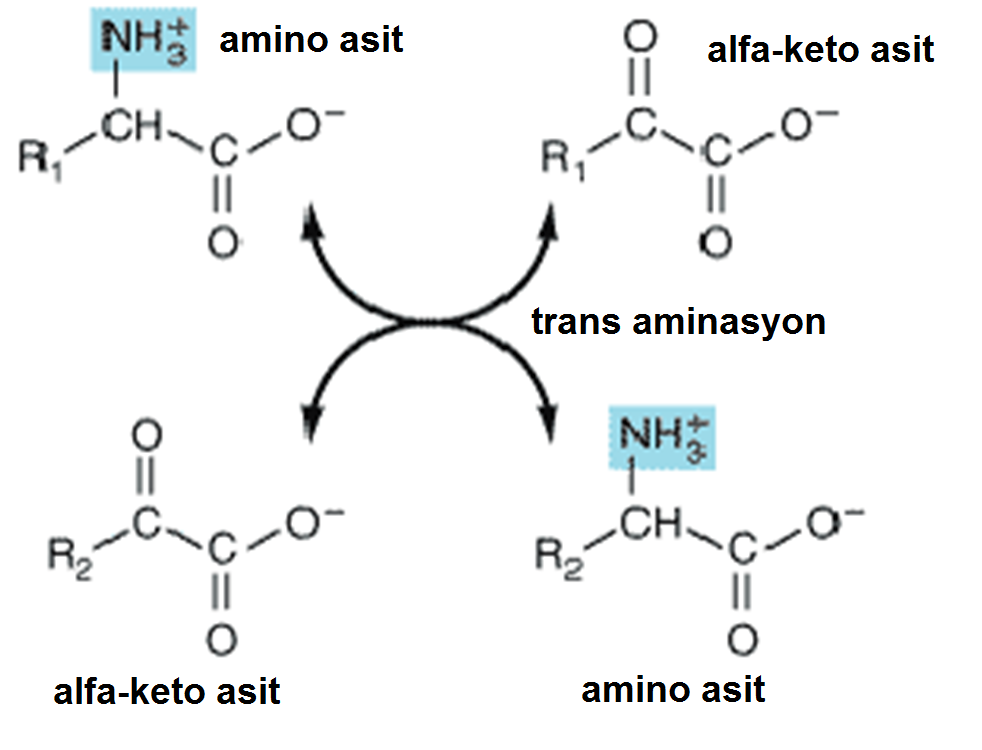 NH3+ amino asit
O alfa-keto asit
CH C O−
R1
O
C C O−
R1
O
trans aminasyon
O
C C O−
R2
O
alfa-keto asit
NH3+
CH C O−
R2
O
amino asit